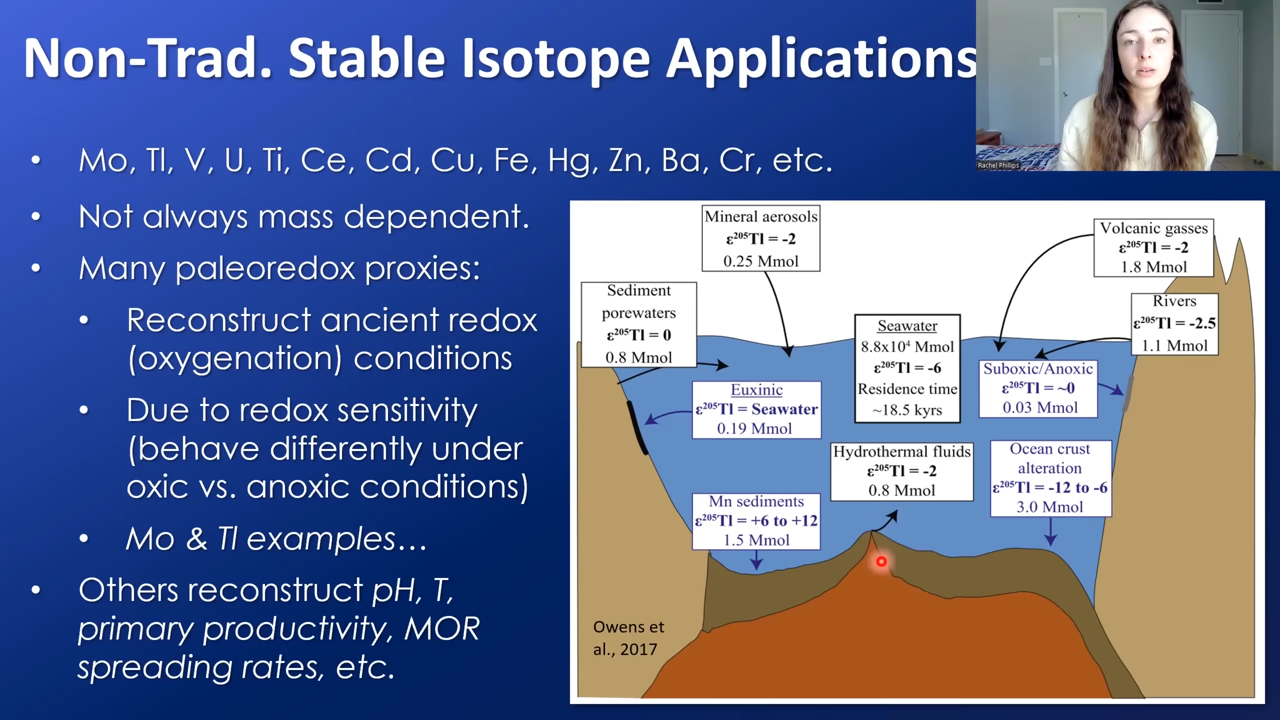 Non-Trad. Stable Isotope Applications
Rachel Phillips
• Mo, Tl, V, U, Ti, Ce, Cd, Cu, Fe, Hg, Zn, Ba, Cr, etc.
• Not always mass dependent.
• Many paleoredox proxies:
• Reconstruct ancient redox
(oxygenation) conditions
• Due to redox sensitivity
(behave differently under
oxic vs. anoxic conditions)
• Mo & Tl examples…
• Others reconstruct pH, T,
primary productivity, MOR
spreading rates, etc.
Mineral aerosols
ε²⁰⁵Tl = -2
0.25 Mmol
Volcanic gasses
ε²⁰⁵Tl = -2
1.8 Mmol
Sediment
porewaters
ε²⁰⁵Tl = 0
0.8 Mmol
Rivers
ε²⁰⁵Tl = -2.5
1.1 Mmol
Seawater
8.8x10⁴ Mmol
ε²⁰⁵Tl = -6
Residence time
~18.5 kyrs
Suboxic/Anoxic
ε²⁰⁵Tl = ~0
0.03 Mmol
Euxinic
ε²⁰⁵Tl = Seawater
0.19 Mmol
Hydrothermal fluids
ε²⁰⁵Tl = -2
0.8 Mmol
Ocean crust
alteration
ε²⁰⁵Tl = -12 to -6
3.0 Mmol
Mn sediments
ε²⁰⁵Tl = +6 to +12
1.5 Mmol
Owens et
al., 2017